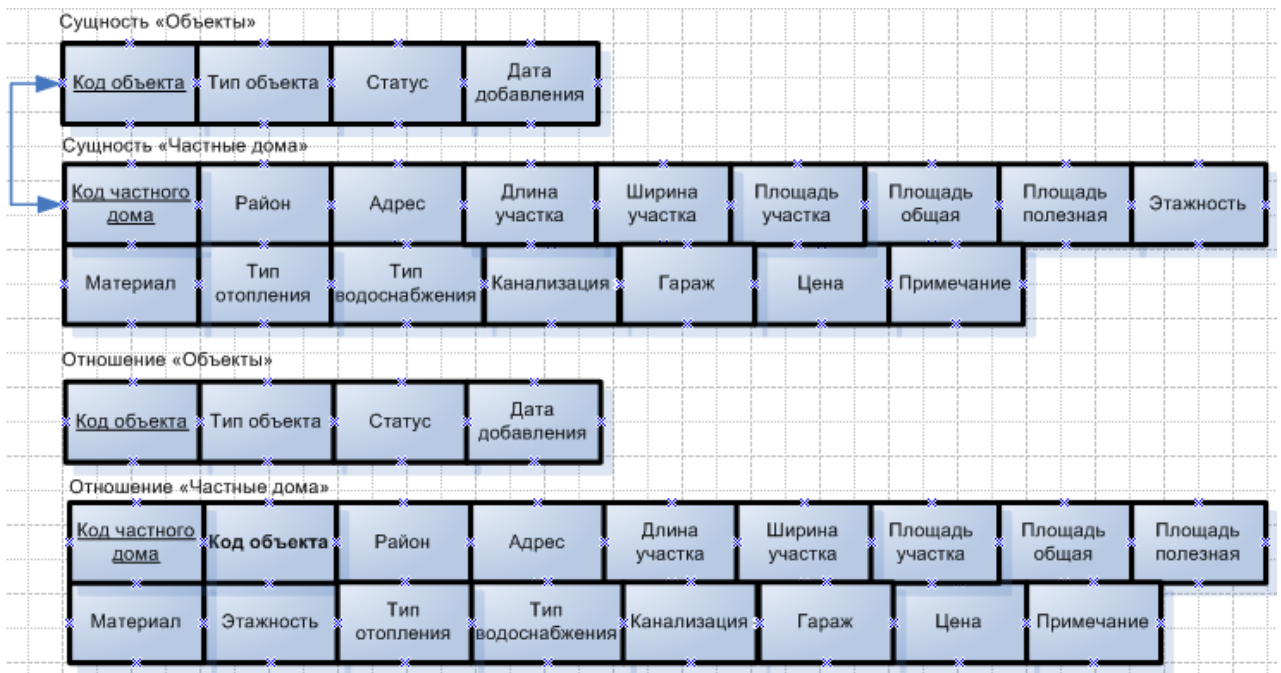 Сущность «Объекты»
Код объекта Тип объекта Статус Дата добавления
Сущность «Частные дома»
Код частного дома Район Адрес Длина участка Ширина участка Площадь участка Площадь общая Площадь полезная Этажность
Материал Тип отопления Тип водоснабжения Канализация Гараж Цена Примечание
Отношение «Объекты»
Код объекта Тип объекта Статус Дата добавления
Отношение «Частные дома»
Код частного дома Код объекта Район Адрес Длина участка Ширина участка Площадь участка Площадь общая Площадь полезная
Материал Этажность Тип отопления Тип водоснабжения Канализация Гараж Цена Примечание